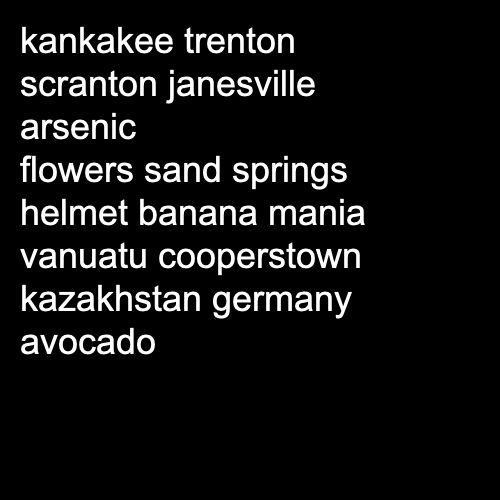 kankakee trenton
scranton janesville
arsenic
flowers sand springs
helmet banana mania
vanuatu cooperstown
kazakhstan germany
avocado